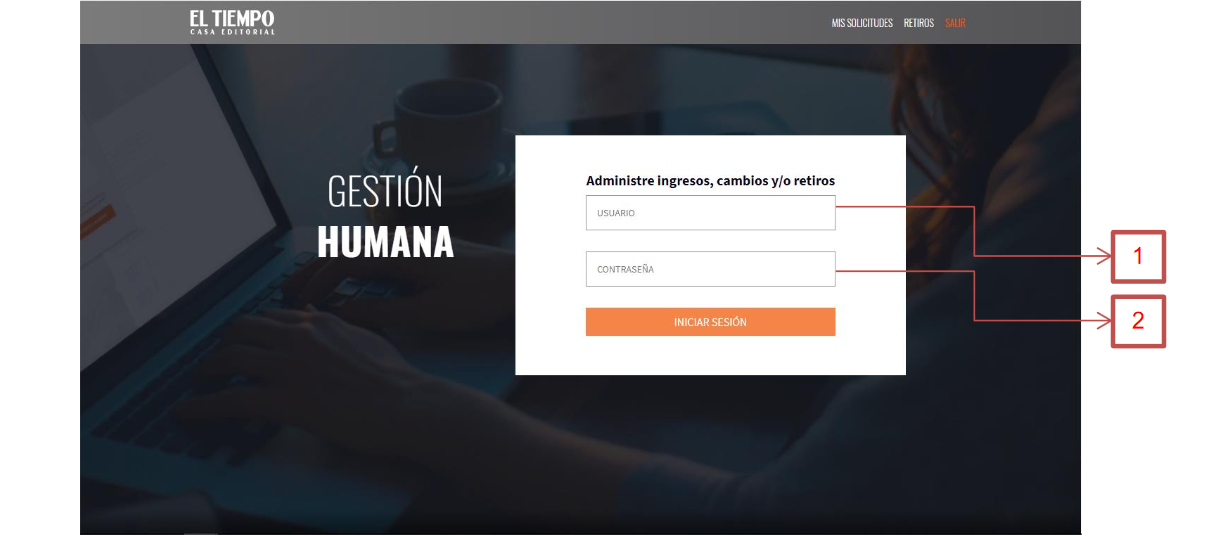 EL TIEMPO
CASA EDITORIAL
MIS SOLICITUDES RETIROS SALIR
GESTIÓN
HUMANA
Administre ingresos, cambios y/o retiros
USUARIO
CONTRASEÑA
INICIAR SESIÓN
1
2